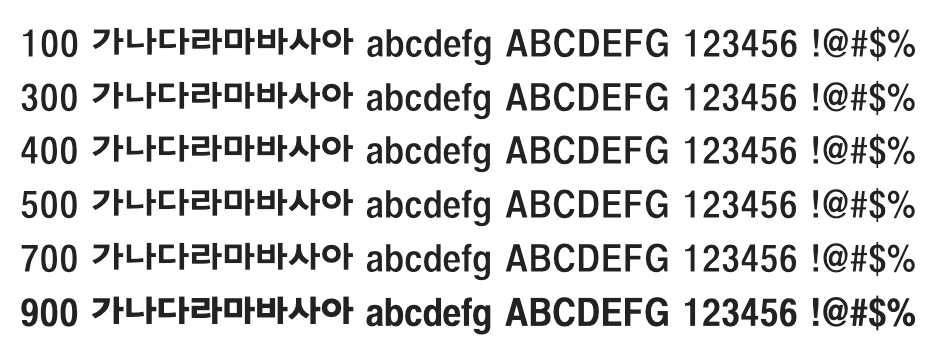 100 가나다라마바사아 abcdefg ABCDEFG 123456 !@#$%
300 가나다라마바사아 abcdefg ABCDEFG 123456 !@#$%
400 가나다라마바사아 abcdefg ABCDEFG 123456 !@#$%
500 가나다라마바사아 abcdefg ABCDEFG 123456 !@#$%
700 가나다라마바사아 abcdefg ABCDEFG 123456 !@#$%
900 가나다라마바사아 abcdefg ABCDEFG 123456 !@#$%